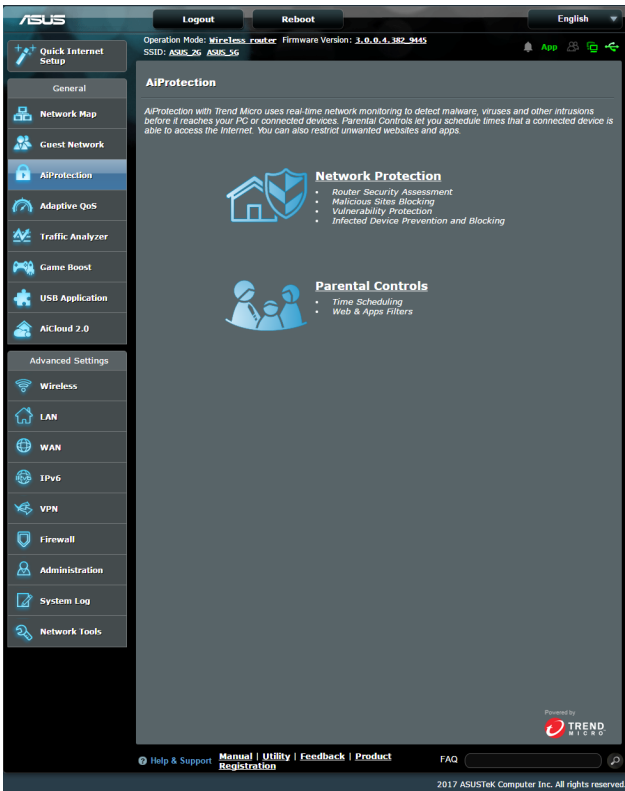 ASUS
Logout
Reboot
English
Quick Internet
Setup
Operation Mode: Wireless router Firmware Version: 3.0.0.4.382_9445
SSID: ASUS_2G ASUS_5G
App
General
Network Map
Guest Network
AiProtection
Adaptive QoS
Traffic Analyzer
Game Boost
USB Application
AiCloud 2.0
Advanced Settings
Wireless
LAN
WAN
IPv6
VPN
Firewall
Administration
System Log
Network Tools
AiProtection
AiProtection with Trend Micro uses real-time network monitoring to detect malware, viruses and other intrusions
before it reaches your PC or connected devices. Parental Controls let you schedule times that a connected device is
able to access the Internet. You can also restrict unwanted websites and apps.
Network Protection
• Router Security Assessment
• Malicious Sites Blocking
• Vulnerability Protection
• Infected Device Prevention and Blocking
Parental Controls
• Time Scheduling
• Web & Apps Filters
Powered by
TREND
MICRO
Help & Support
Manual | Utility | Feedback | Product
Registration
FAQ
2017 ASUSTeK Computer Inc. All rights reserved.